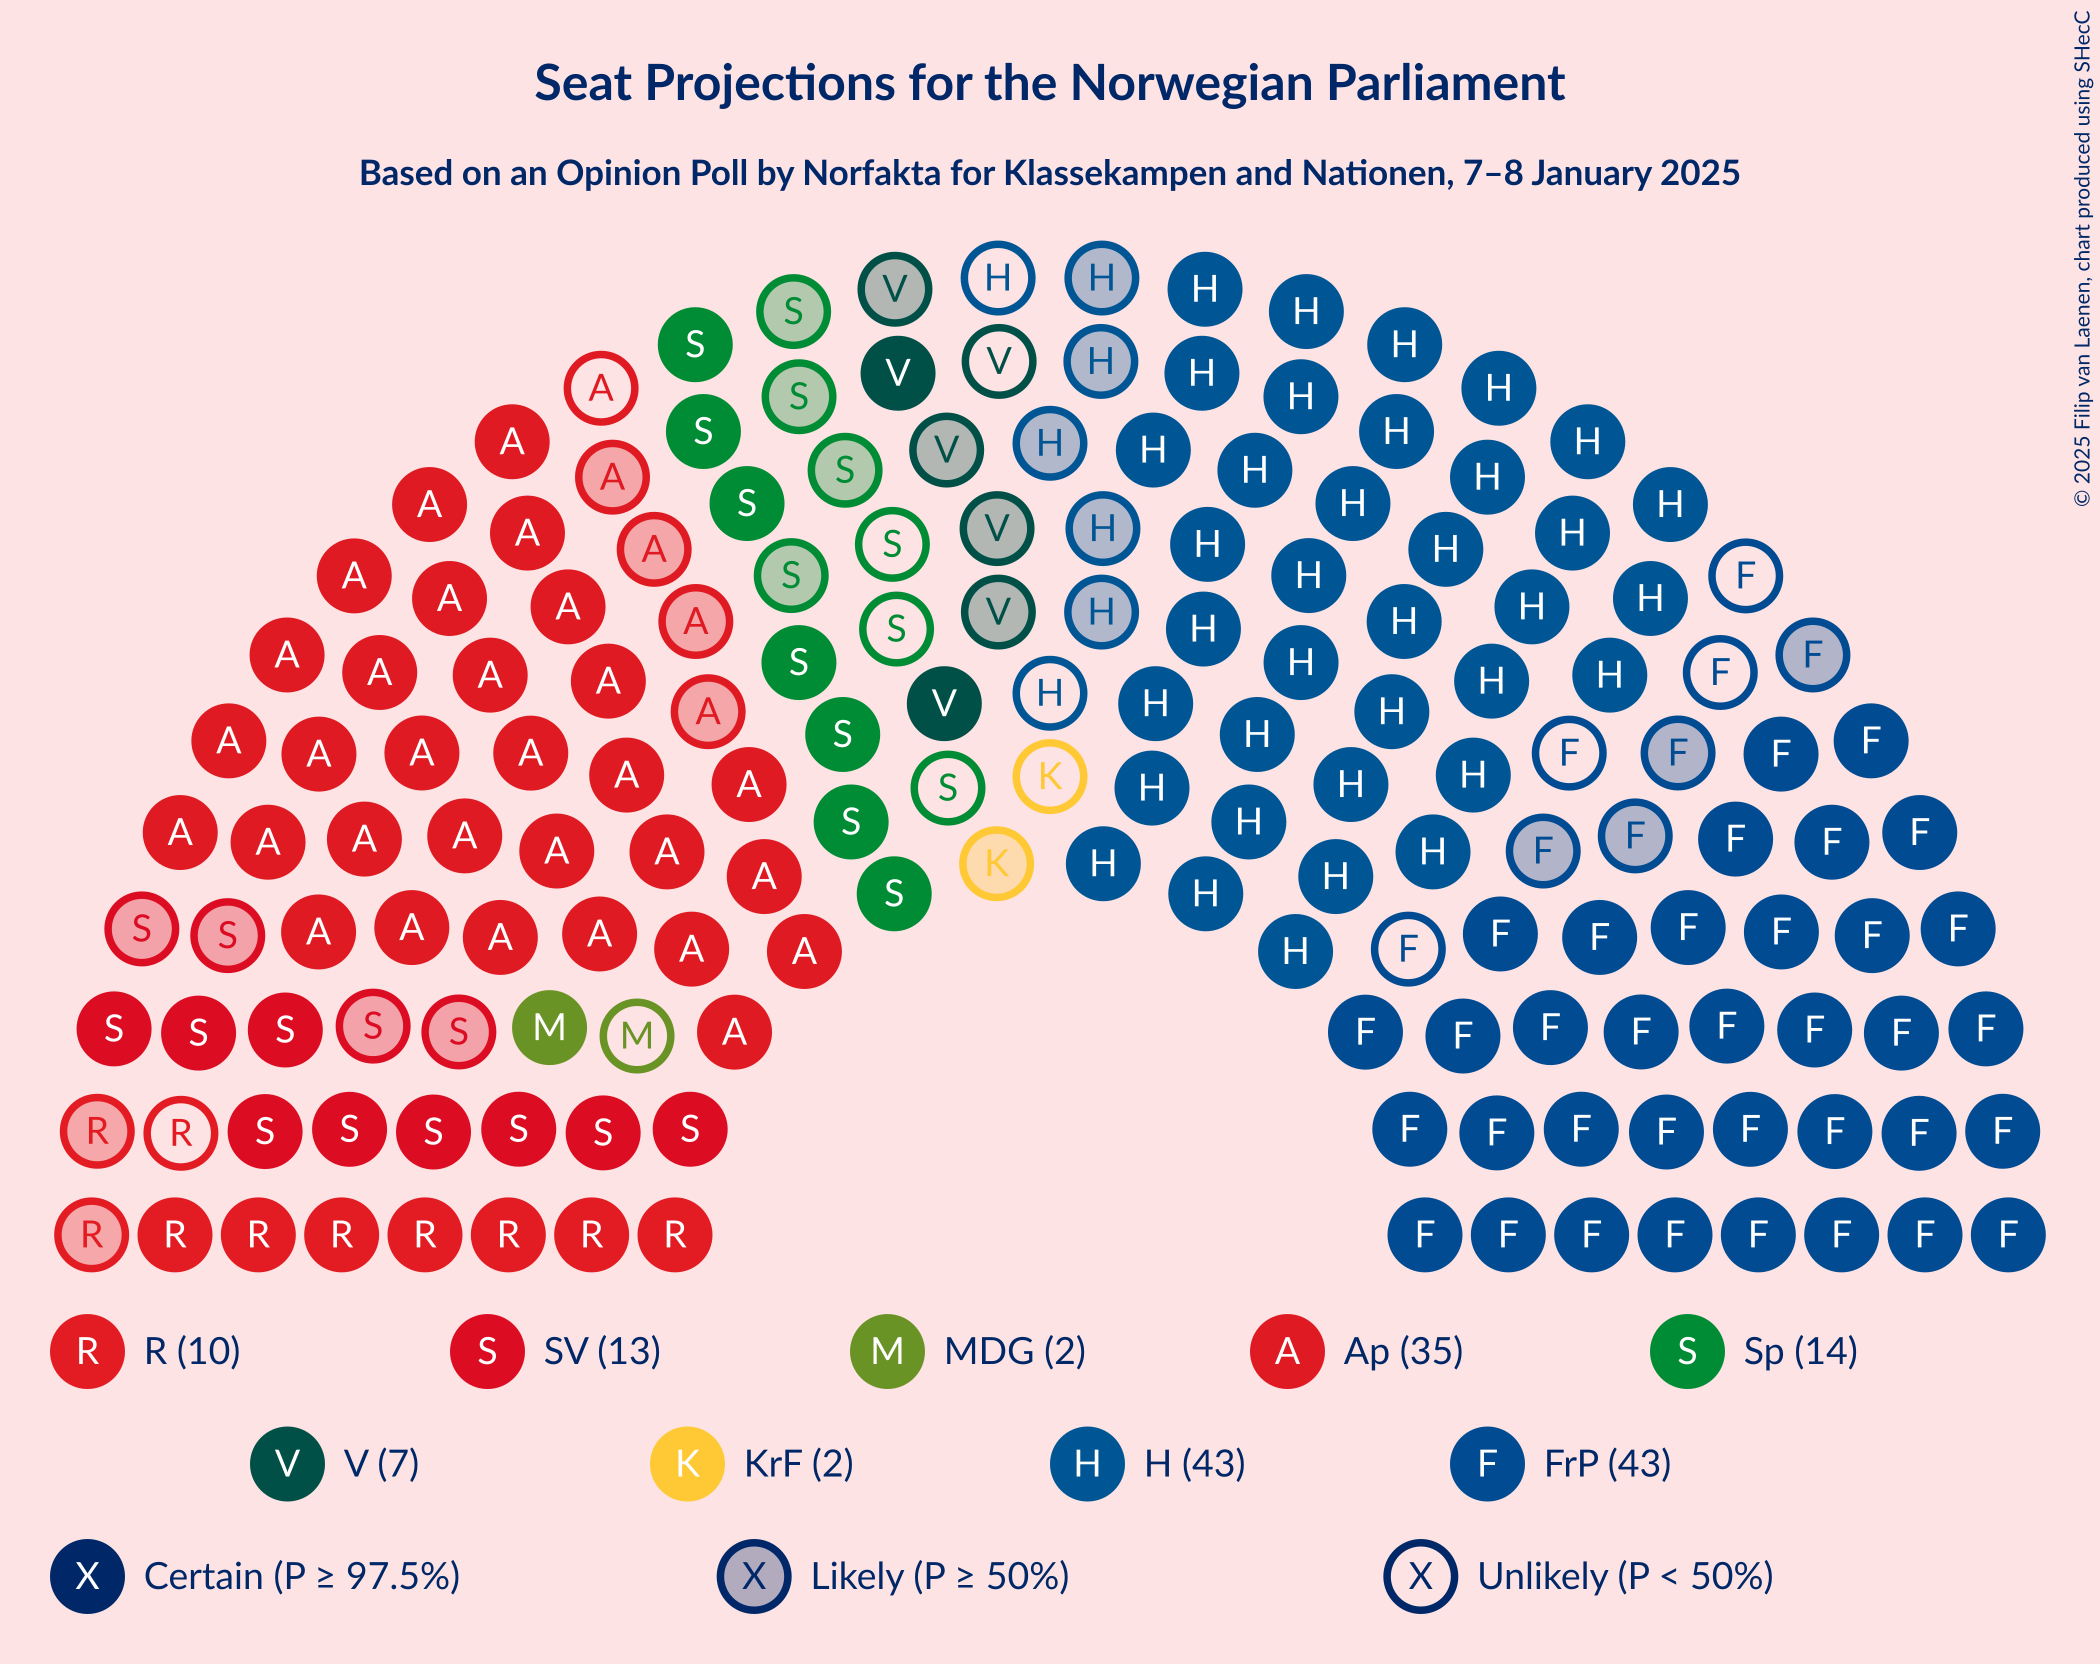 Seat Projections for the Norwegian Parliament
Based on an Opinion Poll by Norfakta for Klassekampen and Nationen, 7–8 January 2025
© 2025 Filip van Laenen, chart produced using SHecC
V H H H H
S S H
A S V V H H H H
A A S S V H H H H H
A A A S S V H H H H H
A A A S S S V H H H H H F
A A A A S V H H H H H H F F
A A A A A A S K H H H H F F F F
A A A A A A A S S K H H H H F F F F F
S S A A A A A A S H H F F F F F F F
S S S S S M M A F F F F F F F F
R R S S S S S S F F F F F F F F
R R R R R R R R F F F F F F F F
R R (10) S SV (13) M MDG (2) A Ap (35) S Sp (14)
V V (7) K KrF (2) H H (43) F FrP (43)
X Certain (P ≥ 97.5%) X Likely (P ≥ 50%) X Unlikely (P < 50%)